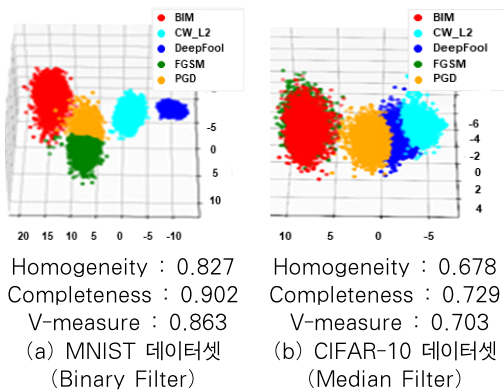 BIM
CW_L2
DeepFool
FGSM
PGD
-5
0
5
10
20 15 10 5 0 -5 -10
Homogeneity : 0.827
Completeness : 0.902
V-measure : 0.863
(a) MNIST 데이터셋
(Binary Filter)
BIM
CW_L2
DeepFool
FGSM
PGD
-6
-4
-2
0
2
4
10 5 0 -5
Homogeneity : 0.678
Completeness : 0.729
V-measure : 0.703
(b) CIFAR-10 데이터셋
(Median Filter)